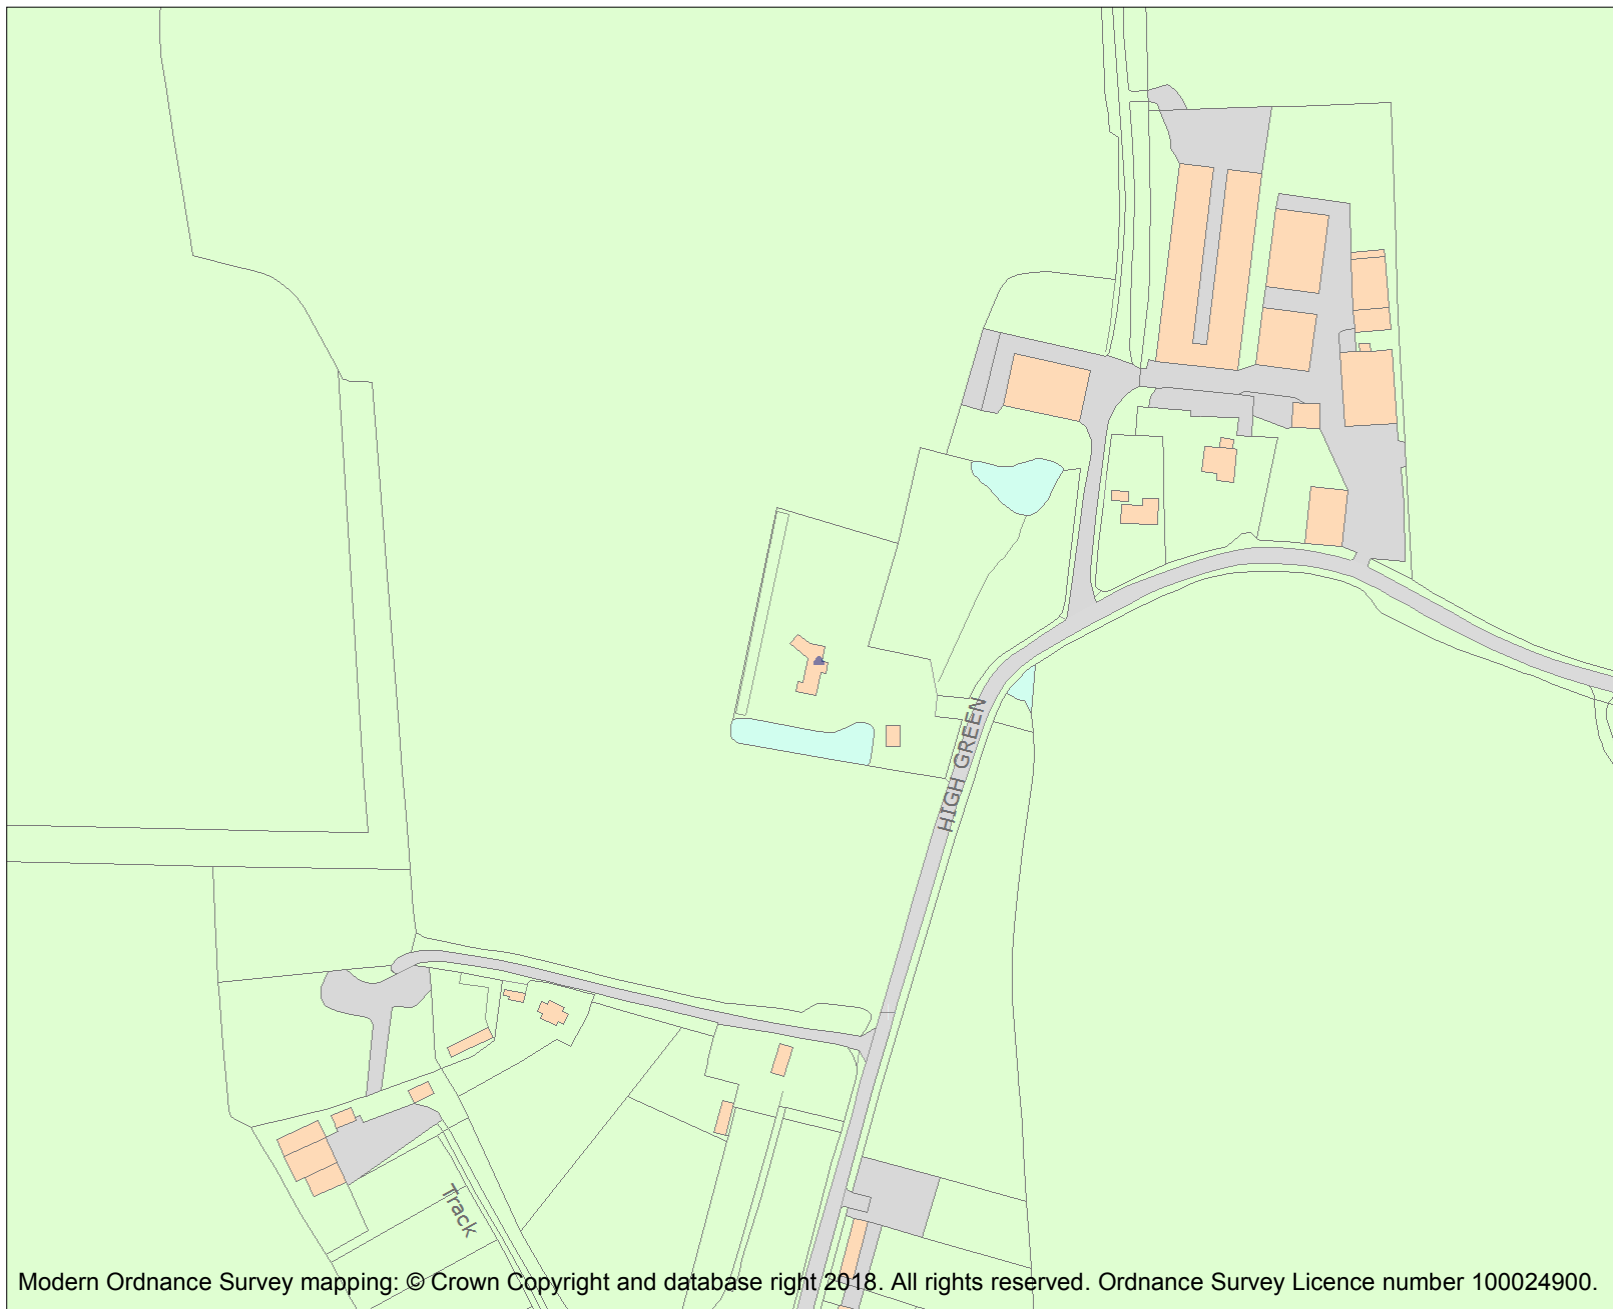 HIGH GREEN
Track
Modern Ordnance Survey mapping: © Crown Copyright and database right 2018. All rights reserved. Ordnance Survey Licence number 100024900.